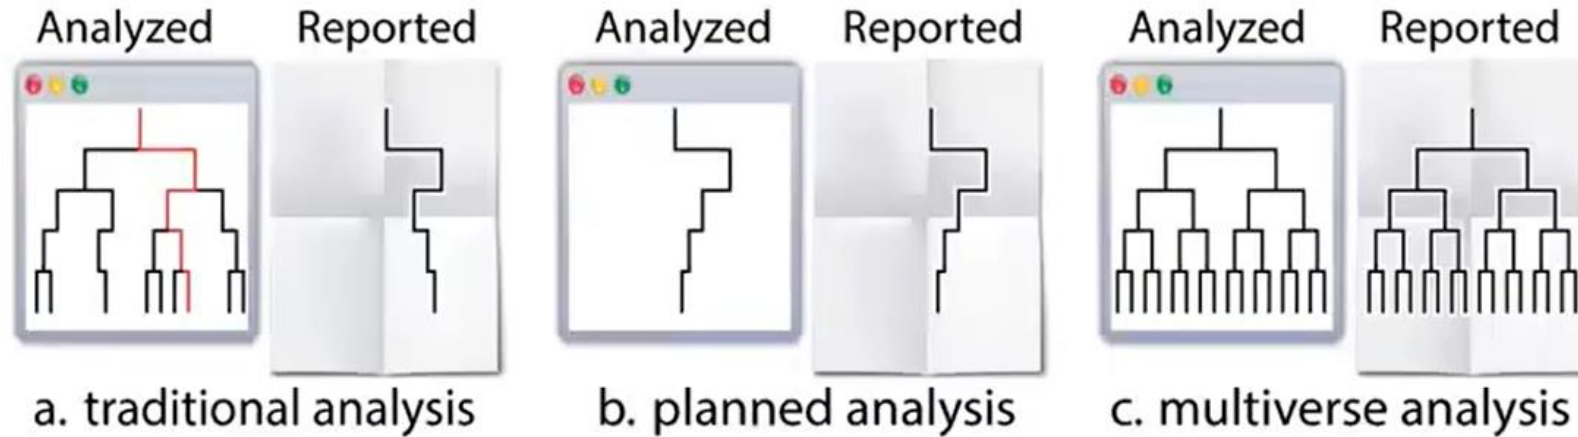 Analyzed Reported Analyzed Reported Analyzed Reported
a. traditional analysis b. planned analysis c. multiverse analysis